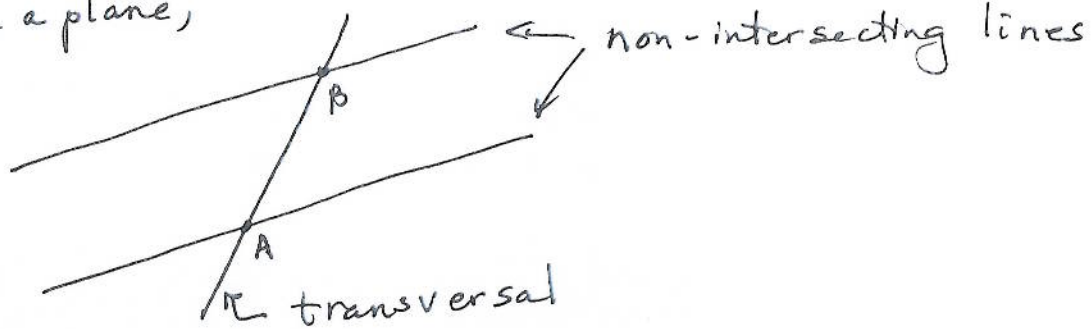 a plane,
non-intersecting lines
B
A
transversal